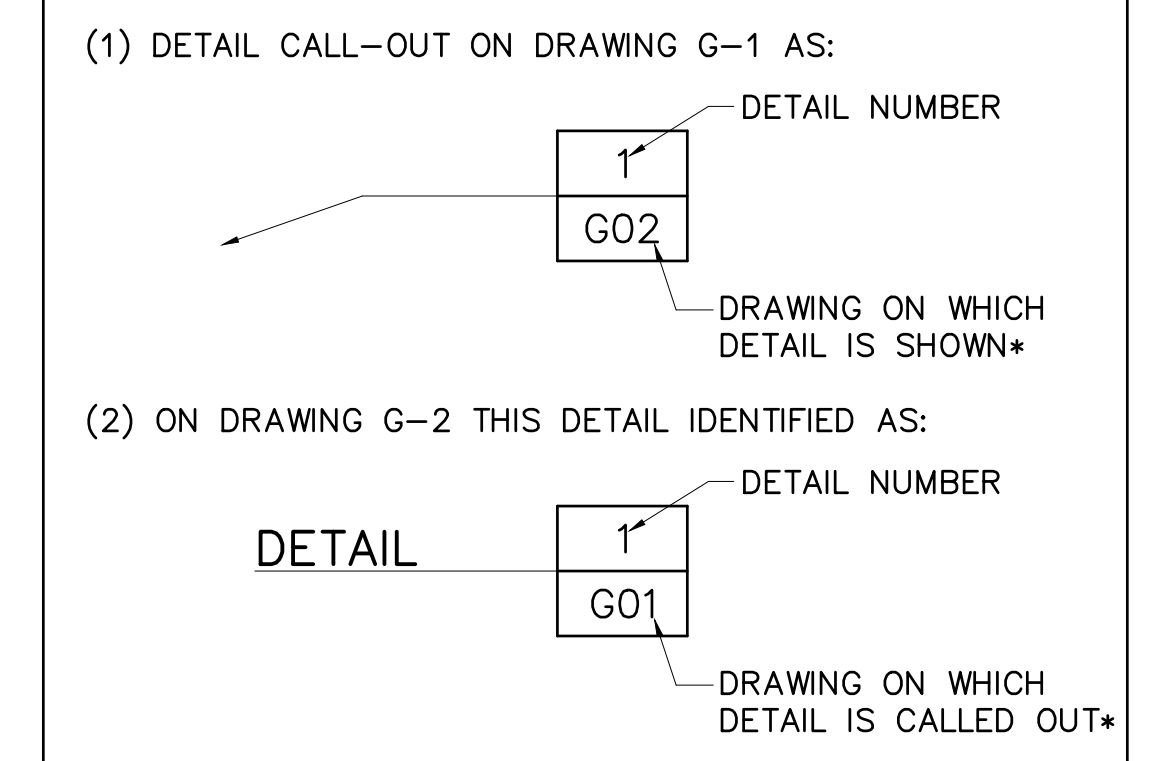 (1) DETAIL CALL-OUT ON DRAWING G-1 AS:
DETAIL NUMBER
1
G02
DRAWING ON WHICH
DETAIL IS SHOWN*
(2) ON DRAWING G-2 THIS DETAIL IDENTIFIED AS:
DETAIL NUMBER
DETAIL
1
G01
DRAWING ON WHICH
DETAIL IS CALLED OUT*